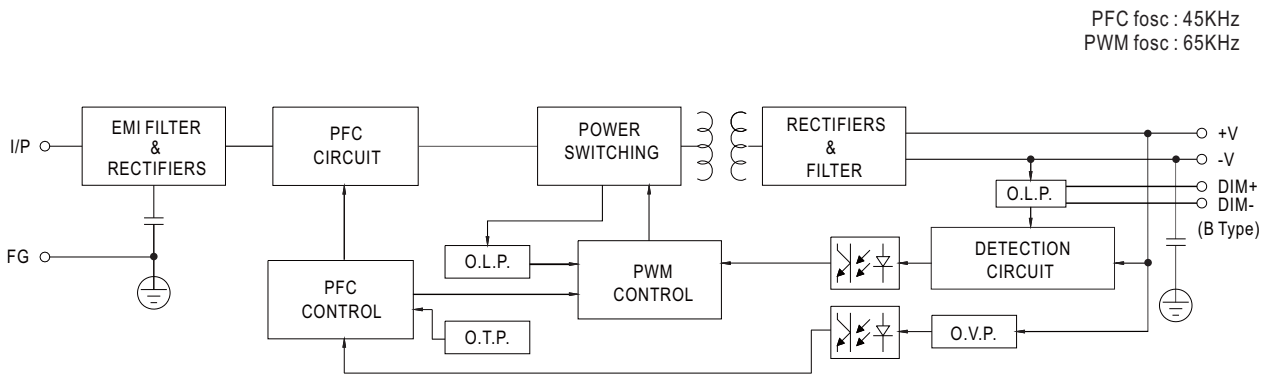 PFC fosc : 45KHz
PWM fosc : 65KHz
I/P
EMI FILTER
&
RECTIFIERS
PFC
CIRCUIT
POWER
SWITCHING
RECTIFIERS
&
FILTER
+V
-V
DIM+
DIM-
(B Type)
O.L.P.
FG
O.L.P.
PWM
CONTROL
DETECTION
CIRCUIT
PFC
CONTROL
O.T.P.
O.V.P.